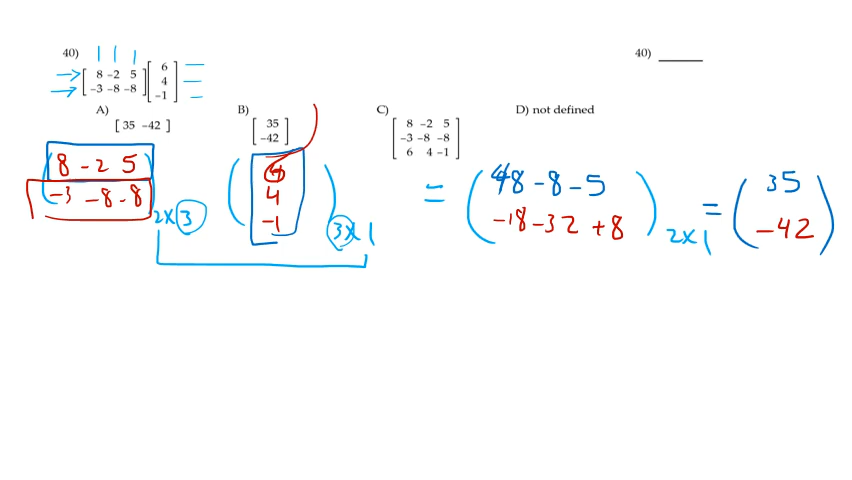 40)
40) ______
[ 8 -2 5
-3 -8 -8 ] [ 6
4
-1 ]
A)
[ 35 -42 ]
B)
[ 35
-42 ]
C)
[ 8 -2 5
-3 -8 -8
6 4 -1 ]
D) not defined
( 8 -2 5
-3 -8 -8 ) 2x3
(
4
-1 ) 3x1
= ( 48 - 8 - 5
-18 - 32 + 8 ) 2x1
= ( 35
-42 )